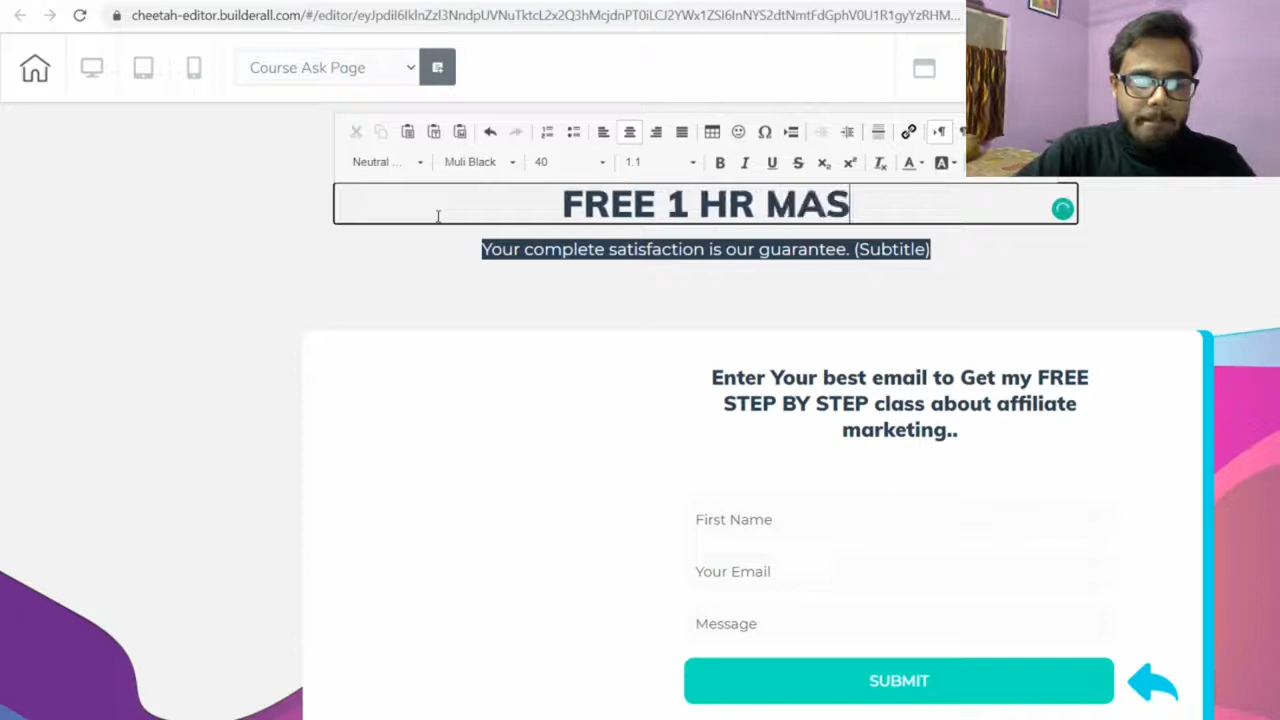 cheetah-editor.builderall.com/#/editor/
Course Ask Page
Neutral ...
Muli Black
40
1.1
FREE 1 HR MAS
Your complete satisfaction is our guarantee. (Subtitle)
Enter Your best email to Get my FREE
STEP BY STEP class about affiliate
marketing..
First Name
Your Email
Message
SUBMIT